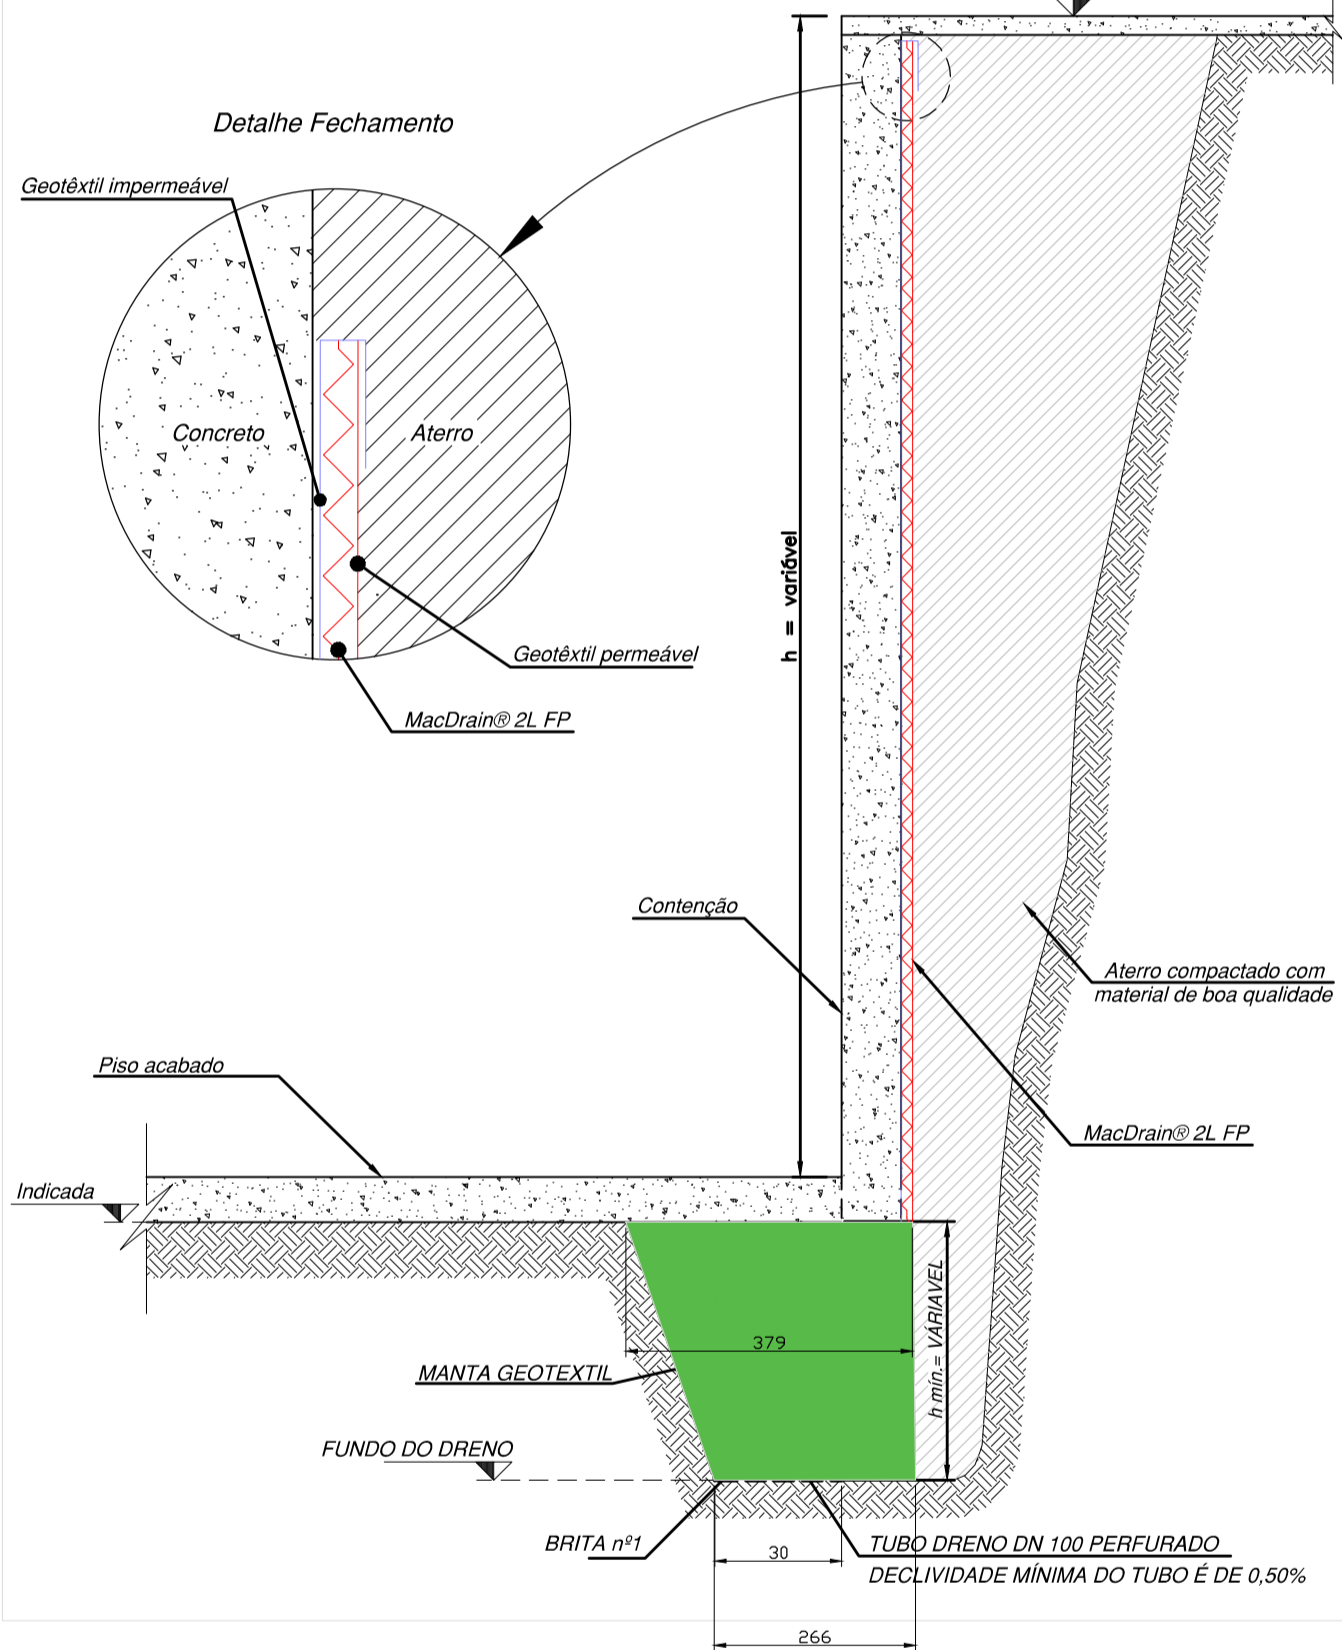 Detalhe Fechamento
Geotêxtil impermeável
Concreto
Aterro
Geotêxtil permeável
MacDrain® 2L FP
h = variável
Contenção
Aterro compactado com
material de boa qualidade
Piso acabado
MacDrain® 2L FP
Indicada
h mín.= VÁRIAVEL
379
MANTA GEOTEXTIL
FUNDO DO DRENO
BRITA nº1
30
TUBO DRENO DN 100 PERFURADO
DECLIVIDADE MÍNIMA DO TUBO É DE 0,50%
266